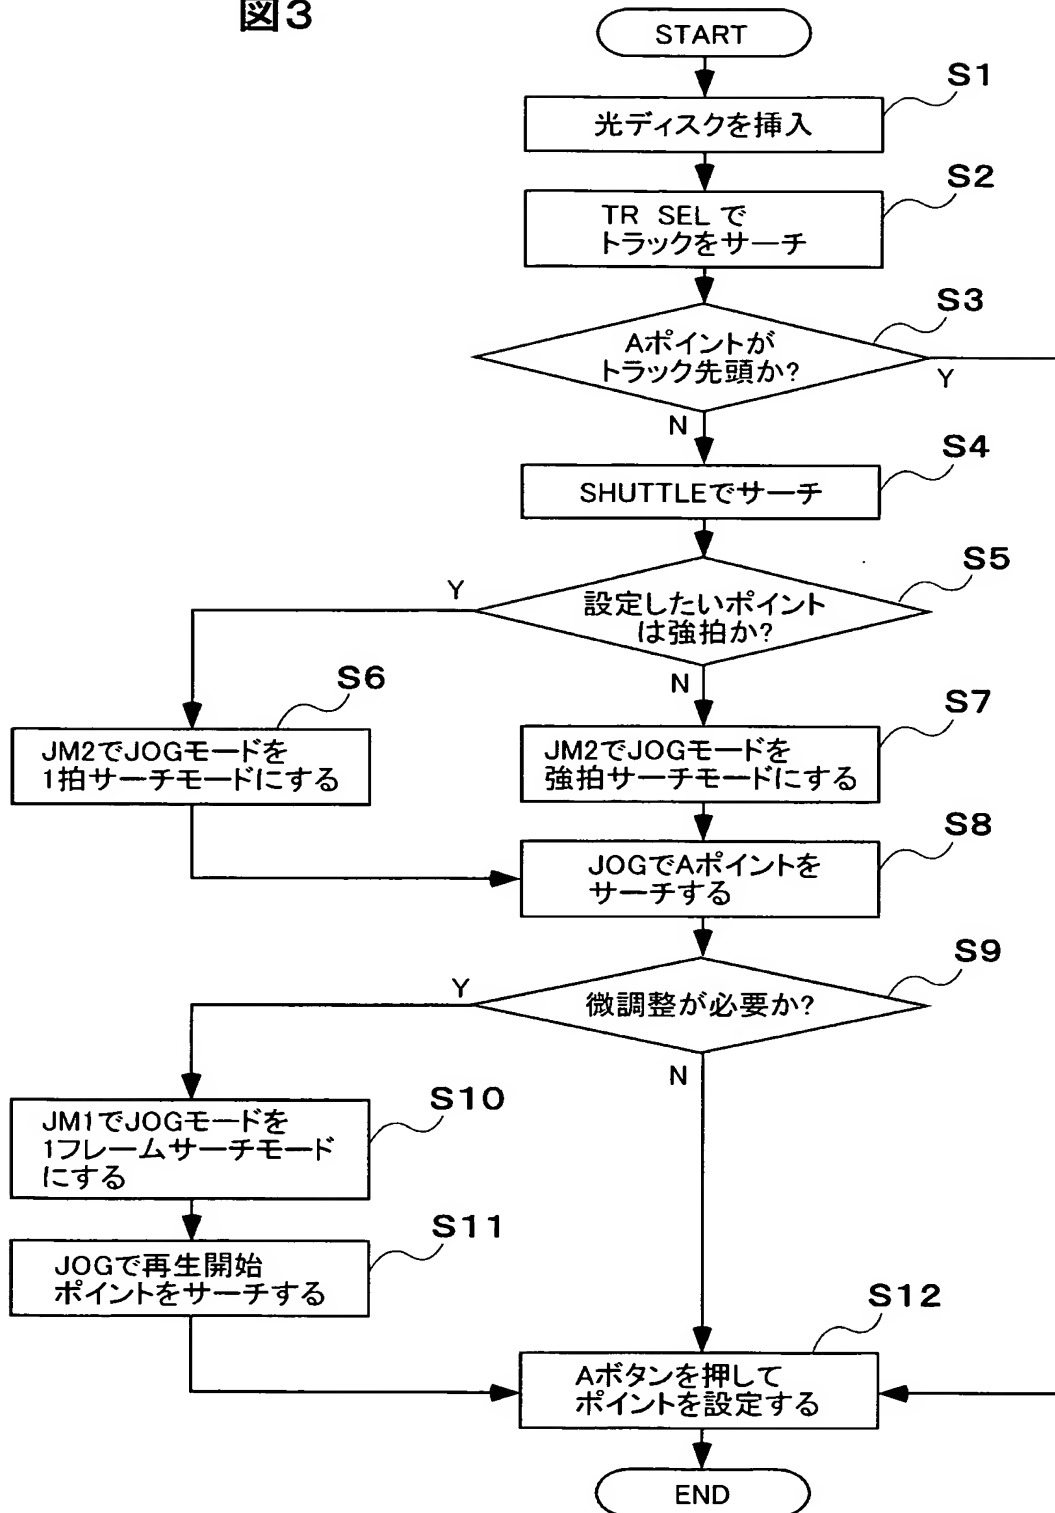 図3
START
S1
光ディスクを挿入
S2
TR SELで
トラックをサーチ
S3
Aポイントが
トラック先頭か?
Y
N
S4
SHUTTLEでサーチ
S5
Y
設定したいポイント
は強拍か?
N
S6
JM2でJOGモードを
1拍サーチモードにする
S7
JM2でJOGモードを
強拍サーチモードにする
S8
JOGでAポイントを
サーチする
S9
Y
微調整が必要か?
N
S10
JM1でJOGモードを
1フレームサーチモード
にする
S11
JOGで再生開始
ポイントをサーチする
S12
Aボタンを押して
ポイントを設定する
END